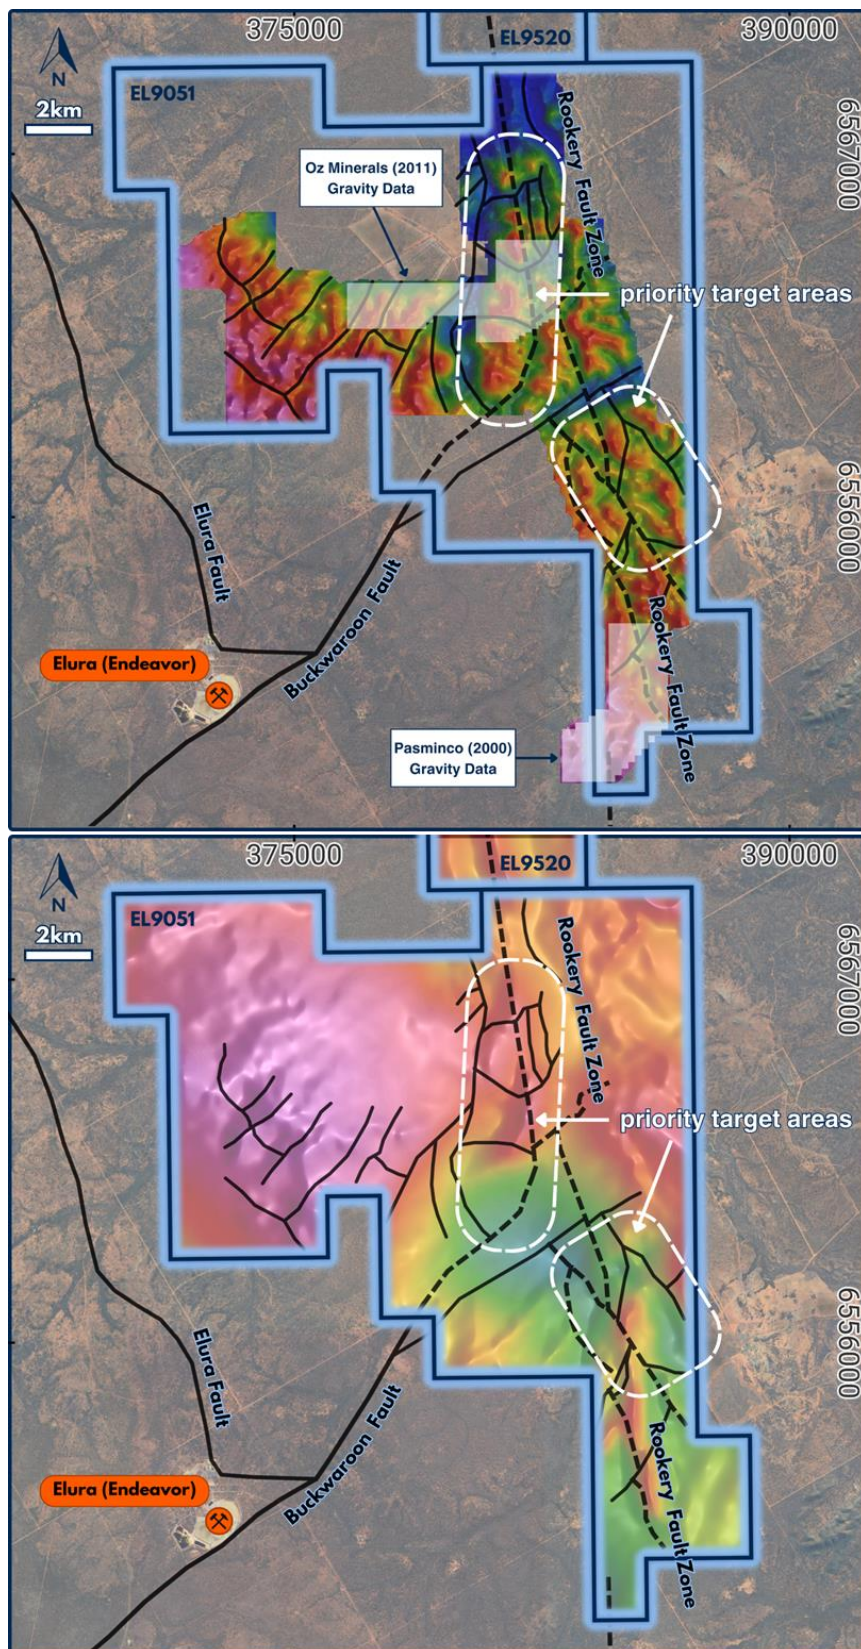 375000
390000
EL9520
EL9051
N
2km
6567000
Oz Minerals (2011)
Gravity Data
Rookery Fault Zone
priority target areas
6556000
Elura Fault
Buckwaroon Fault
Elura (Endeavor)
Rookery Fault Zone
Pasminco (2000)
Gravity Data
375000
390000
EL9520
EL9051
N
2km
6567000
Rookery Fault Zone
priority target areas
6556000
Elura Fault
Buckwaroon Fault
Elura (Endeavor)
Rookery Fault Zone